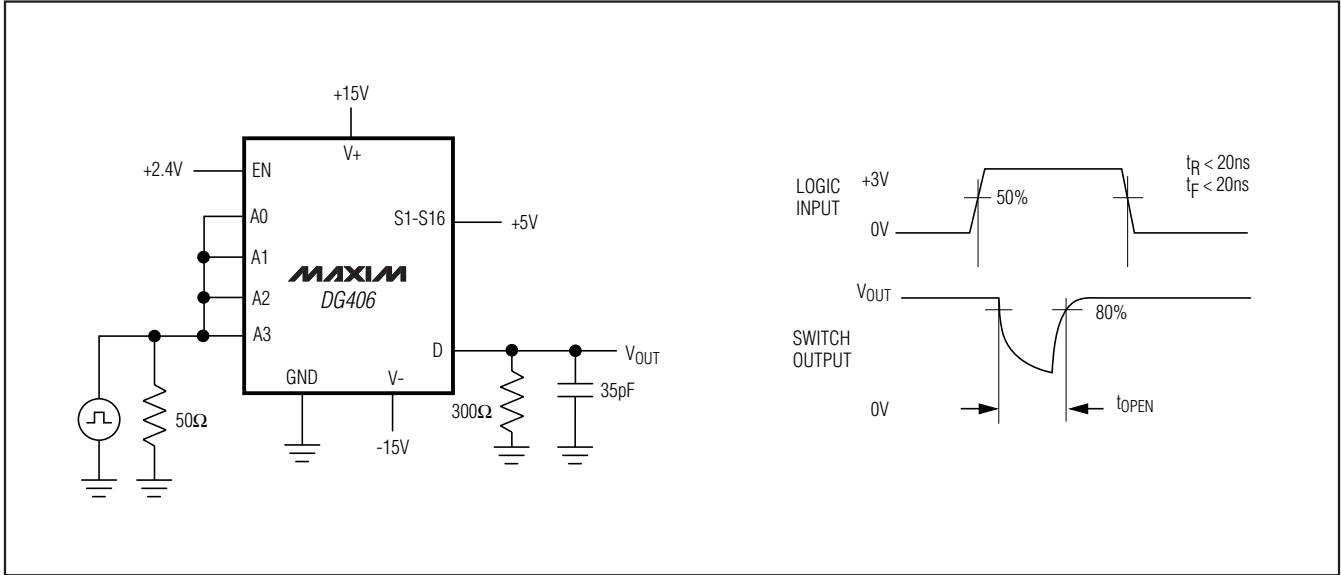 +15V
V+
+2.4V
EN
A0
A1
A2
A3
S1-S16
+5V
MAXIM
DG406
D
VOUT
GND
V-
50Ω
-15V
300Ω
35pF
LOGIC
INPUT
+3V
0V
50%
tR < 20ns
tF < 20ns
VOUT
80%
SWITCH
OUTPUT
0V
tOPEN